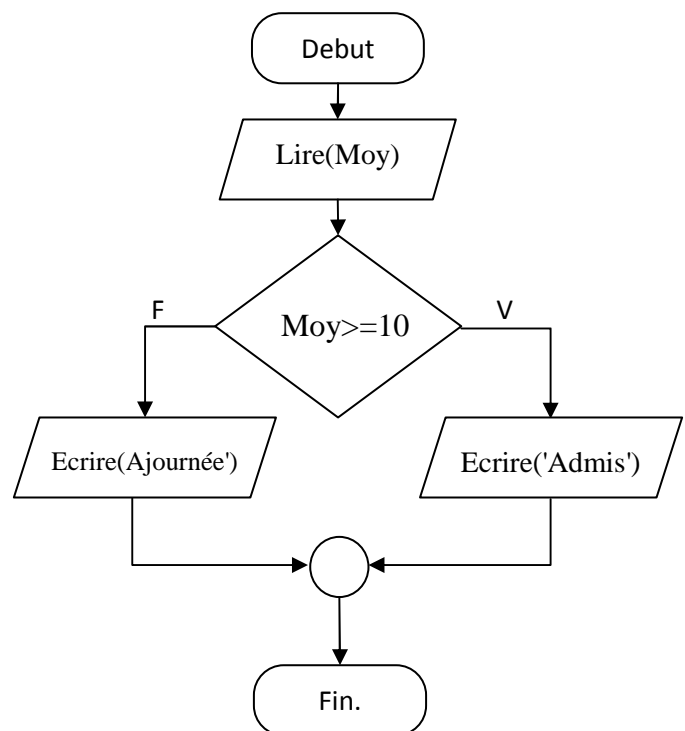 Debut
Lire(Moy)
F
V
Moy>=10
Ecrire(Ajournée')
Ecrire('Admis')
Fin.